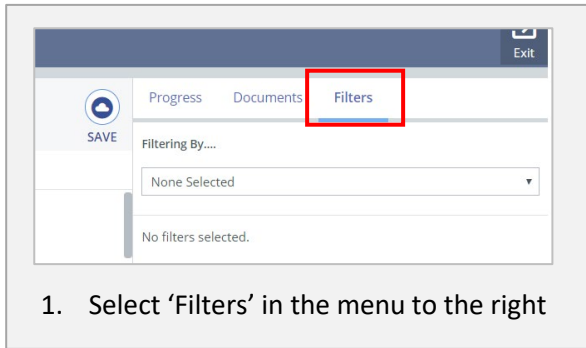 Exit
Progress Documents Filters
SAVE
Filtering By....
None Selected
No filters selected.
1. Select ‘Filters’ in the menu to the right